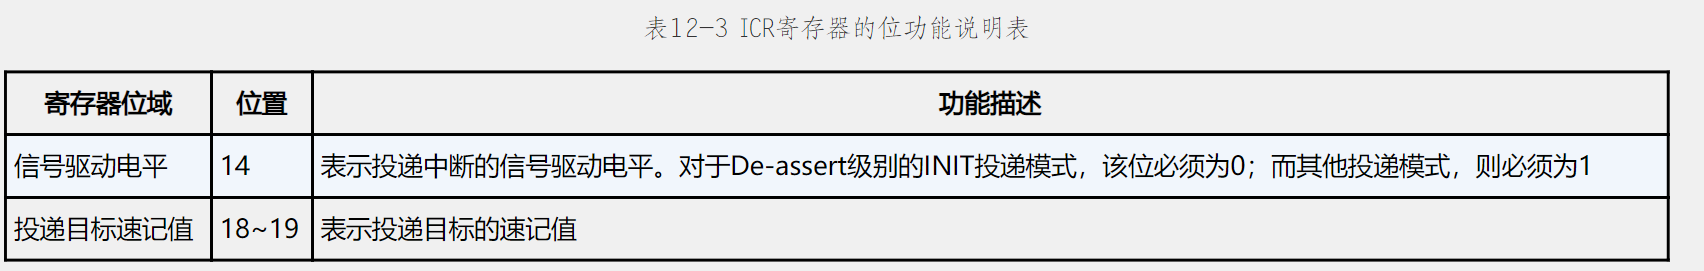 表12-3 ICR寄存器的位功能说明表
寄存器位域 位置 功能描述
信号驱动电平 14 表示投递中断的信号驱动电平。对于De-assert级别的INIT投递模式，该位必须为0；而其他投递模式，则必须为1
投递目标速记值 18~19 表示投递目标的速记值